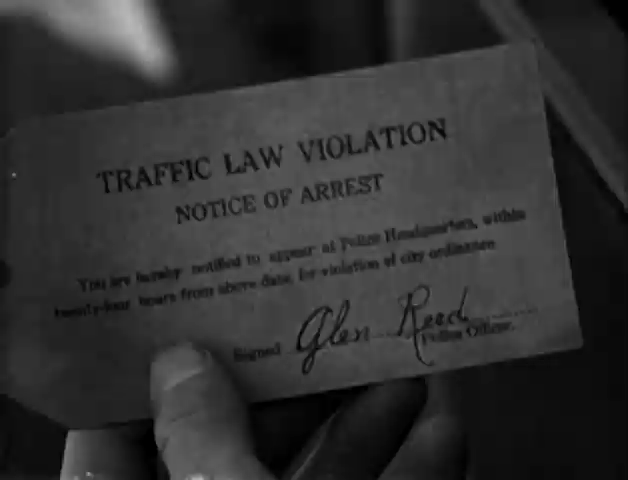 TRAFFIC LAW VIOLATION
NOTICE OF ARREST
You are hereby notified to appear at Police Headquarters, within
twenty-four hours from above date, for violation of city ordinance
Signed Glen Reed
Police Officer.